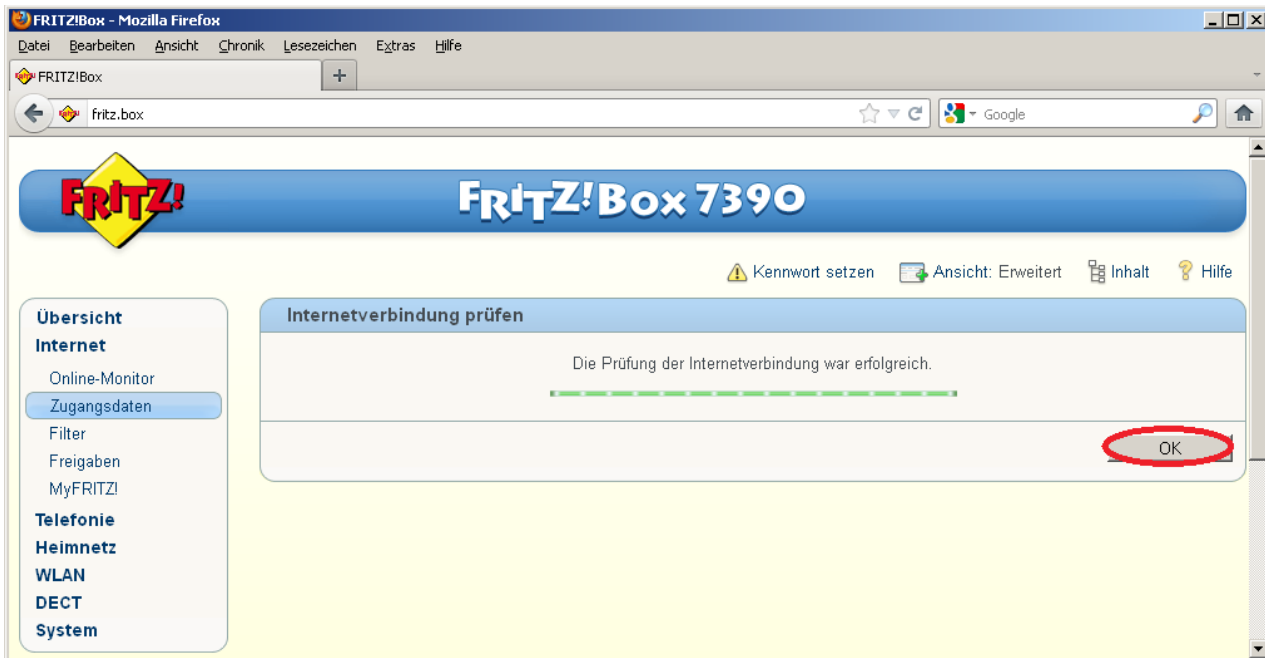 FRITZ!Box - Mozilla Firefox
Datei Bearbeiten Ansicht Chronik Lesezeichen Extras Hilfe
FRITZ!Box
fritz.box
Google
FRITZ!
FRITZ!Box 7390
Kennwort setzen Ansicht: Erweitert Inhalt Hilfe
Übersicht
Internet
Online-Monitor
Zugangsdaten
Filter
Freigaben
MyFRITZ!
Telefonie
Heimnetz
WLAN
DECT
System
Internetverbindung prüfen
Die Prüfung der Internetverbindung war erfolgreich.
OK